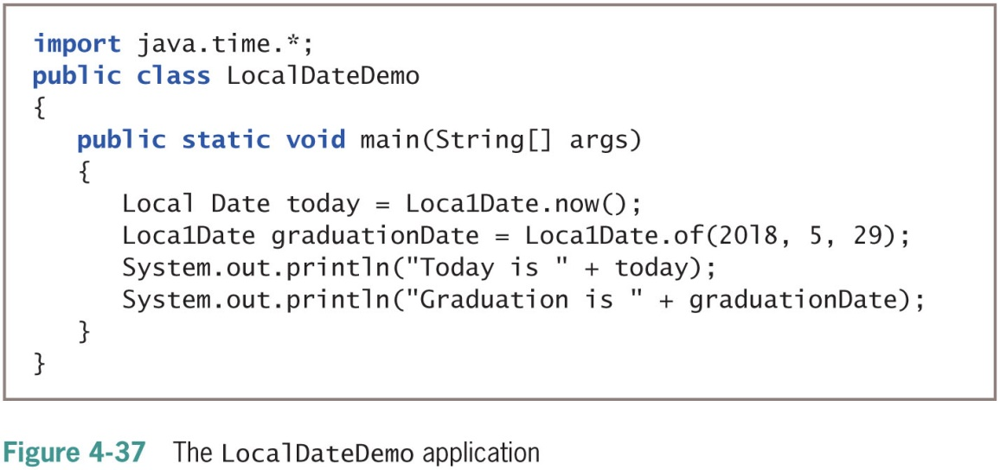 import java.time.*;
public class LocalDateDemo
{
public static void main(String[] args)
{
Local Date today = Loca1Date.now();
Loca1Date graduationDate = Loca1Date.of(2018, 5, 29);
System.out.println("Today is " + today);
System.out.println("Graduation is " + graduationDate);
}
}
Figure 4-37 The LocalDateDemo application